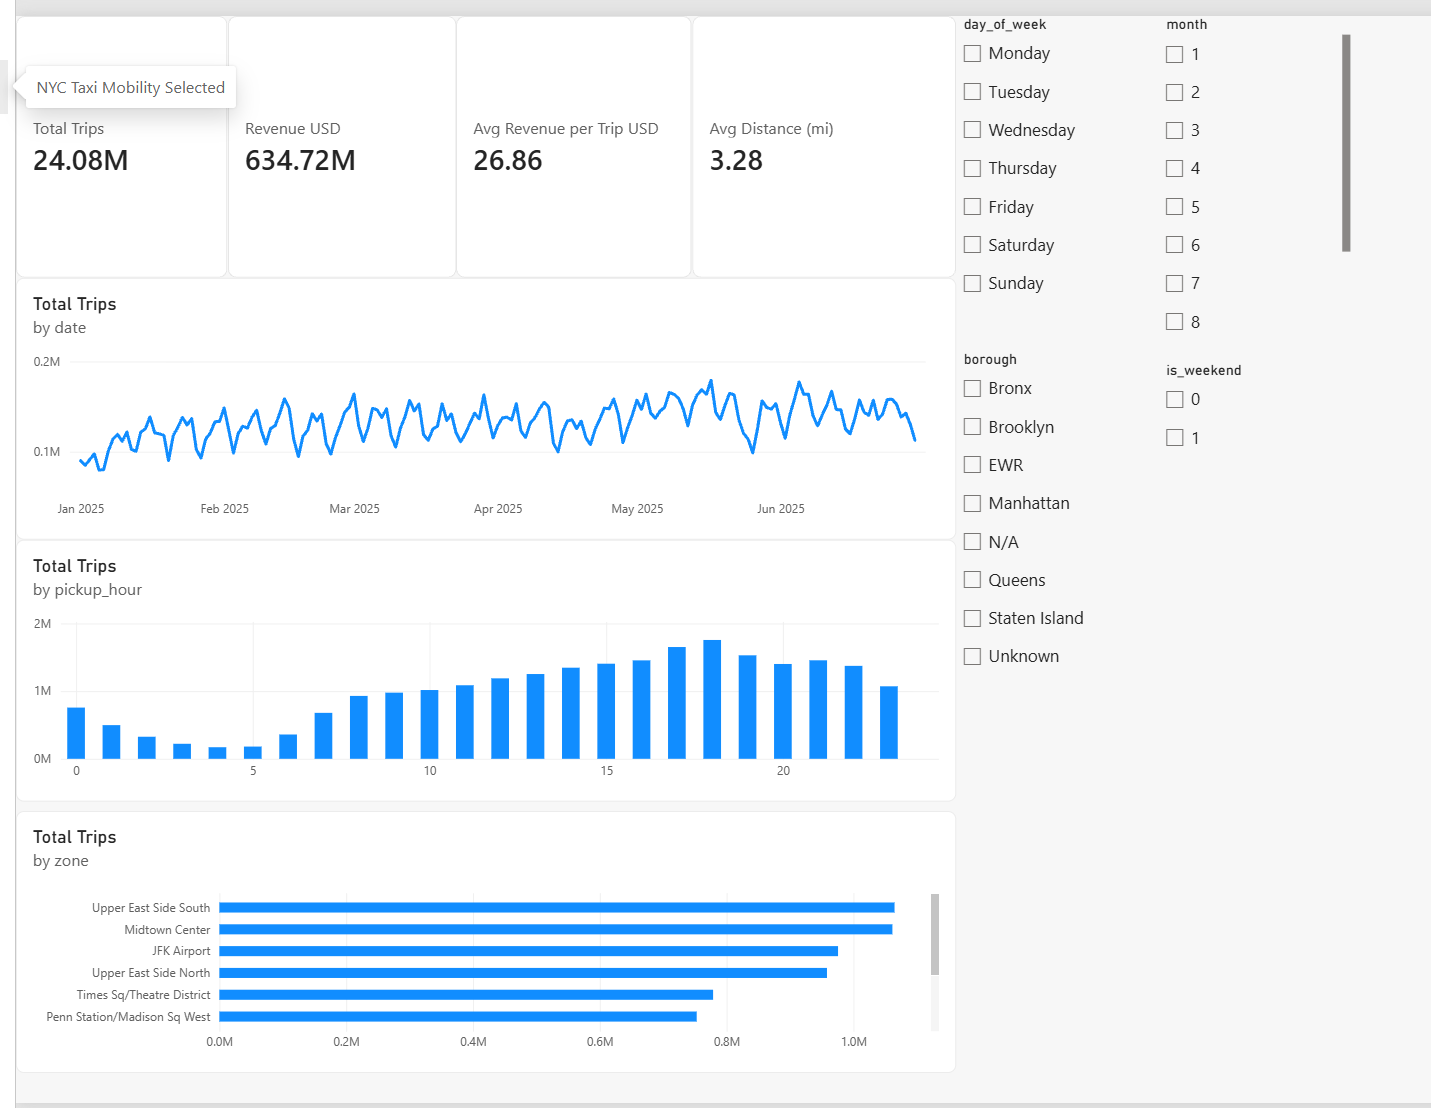 NYC Taxi Mobility Selected
Total Trips
24.08M
Revenue USD
634.72M
Avg Revenue per Trip USD
26.86
Avg Distance (mi)
3.28
day_of_week
Monday
Tuesday
Wednesday
Thursday
Friday
Saturday
Sunday
month
1
2
3
4
5
6
7
8
borough
Bronx
Brooklyn
EWR
Manhattan
N/A
Queens
Staten Island
Unknown
is_weekend
0
1
Total Trips
by date
0.2M
0.1M
Jan 2025 Feb 2025 Mar 2025 Apr 2025 May 2025 Jun 2025
Total Trips
by pickup_hour
2M
1M
0M
0 5 10 15 20
Total Trips
by zone
Upper East Side South
Midtown Center
JFK Airport
Upper East Side North
Times Sq/Theatre District
Penn Station/Madison Sq West
0.0M 0.2M 0.4M 0.6M 0.8M 1.0M